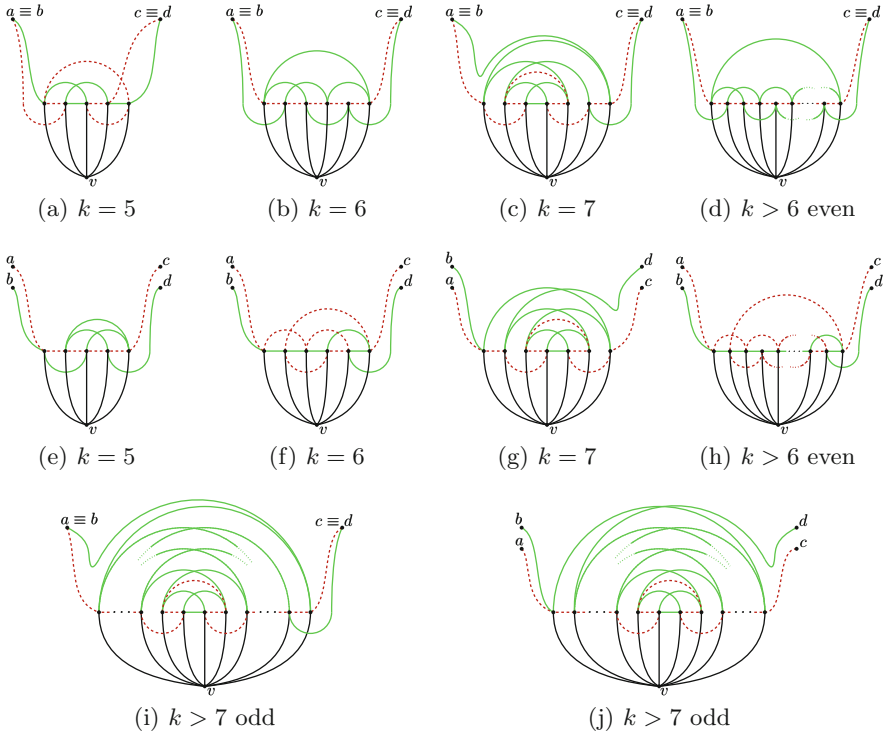 a ≡ b c ≡ d a ≡ b c ≡ d a ≡ b c ≡ d a ≡ b c ≡ d
v v v v
(a) k = 5 (b) k = 6 (c) k = 7 (d) k > 6 even
a c a c b d a c
b d b d a c b d
v v v v
(e) k = 5 (f) k = 6 (g) k = 7 (h) k > 6 even
a ≡ b c ≡ d b d
a c
v v
(i) k > 7 odd (j) k > 7 odd